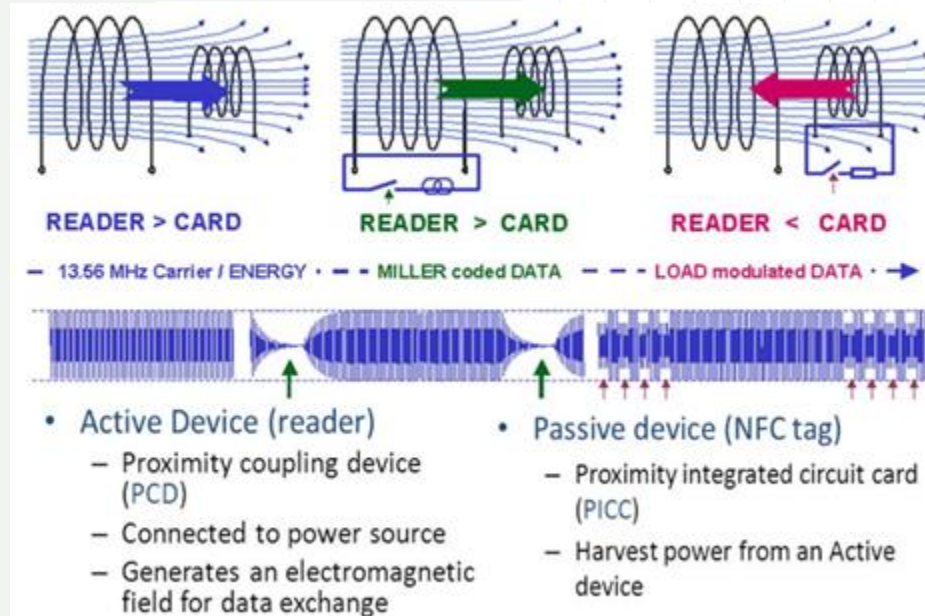 READER > CARD
READER > CARD
READER < CARD
13.56 MHz Carrier / ENERGY
MILLER coded DATA
LOAD modulated DATA
• Active Device (reader)
– Proximity coupling device
(PCD)
– Connected to power source
– Generates an electromagnetic
field for data exchange
• Passive device (NFC tag)
– Proximity integrated circuit card
(PICC)
– Harvest power from an Active
device